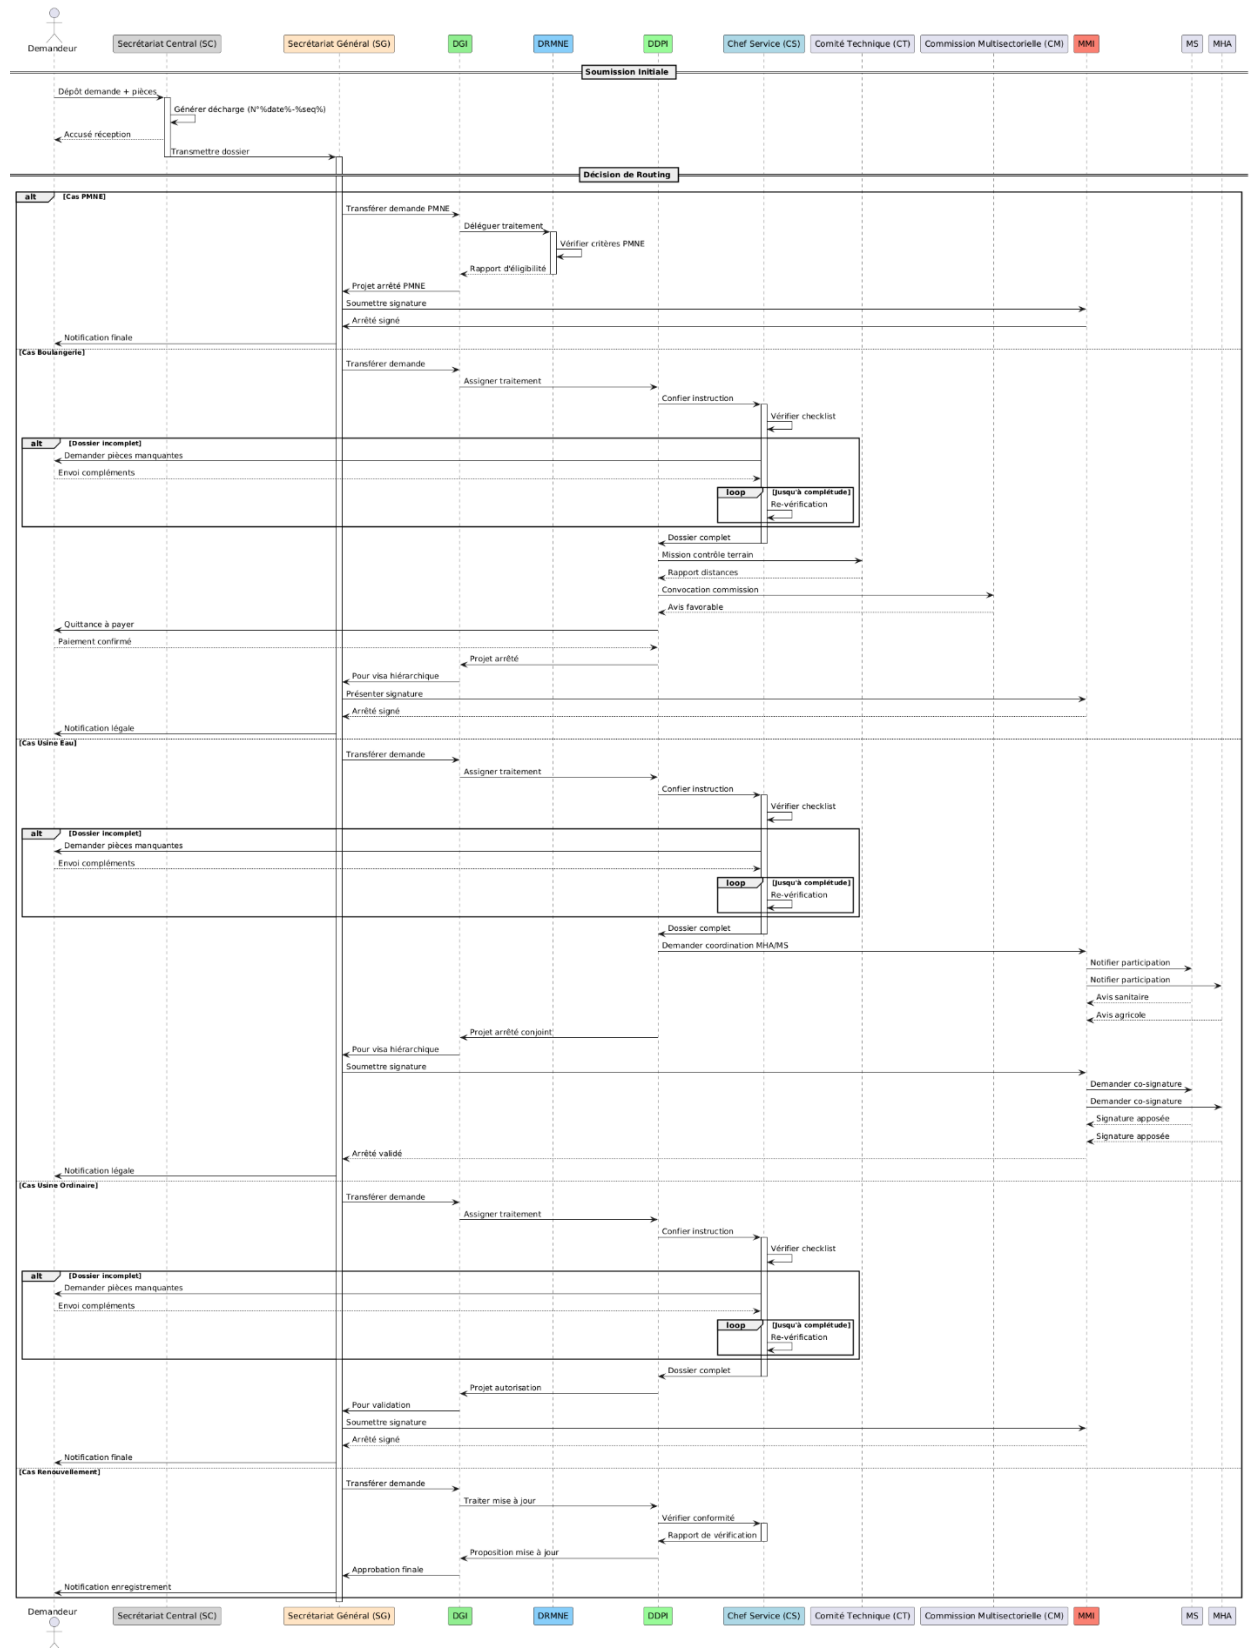 Demandeur
Secrétariat Central (SC)
Secrétariat Général (SG)
DGI
DRMNE
DDPI
Chef Service (CS)
Comité Technique (CT)
Commission Multisectorielle (CM)
MMI
MS
MHA
Soumission Initiale
Dépôt demande + pièces
Générer décharge (N°%date%-%seq%)
Accusé réception
Transmettre dossier
Décision de Routing
alt [Cas PMNE]
Transférer demande PMNE
Déléguer traitement
Vérifier critères PMNE
Rapport d'éligibilité
Projet arrêté PMNE
Soumettre signature
Arrêté signé
Notification finale
[Cas Boulangerie]
Transférer demande
Assigner traitement
Confier instruction
Vérifier checklist
alt [Dossier incomplet]
Demander pièces manquantes
Envoi compléments
loop [Jusqu'à complétude]
Re-vérification
Dossier complet
Mission contrôle terrain
Rapport distances
Convocation commission
Avis favorable
Quittance à payer
Paiement confirmé
Projet arrêté
Pour visa hiérarchique
Présenter signature
Arrêté signé
Notification légale
[Cas Usine Eau]
Transférer demande
Assigner traitement
Confier instruction
Vérifier checklist
alt [Dossier incomplet]
Demander pièces manquantes
Envoi compléments
loop [Jusqu'à complétude]
Re-vérification
Dossier complet
Demander coordination MHA/MS
Notifier participation
Notifier participation
Avis sanitaire
Avis agricole
Projet arrêté conjoint
Pour visa hiérarchique
Soumettre signature
Demander co-signature
Demander co-signature
Signature apposée
Signature apposée
Arrêté validé
Notification légale
[Cas Usine Ordinaire]
Transférer demande
Assigner traitement
Confier instruction
Vérifier checklist
alt [Dossier incomplet]
Demander pièces manquantes
Envoi compléments
loop [Jusqu'à complétude]
Re-vérification
Dossier complet
Projet autorisation
Pour validation
Soumettre signature
Arrêté signé
Notification finale
[Cas Renouvellement]
Transférer demande
Traiter mise à jour
Vérifier conformité
Rapport de vérification
Proposition mise à jour
Approbation finale
Notification enregistrement
Demandeur
Secrétariat Central (SC)
Secrétariat Général (SG)
DGI
DRMNE
DDPI
Chef Service (CS)
Comité Technique (CT)
Commission Multisectorielle (CM)
MMI
MS
MHA